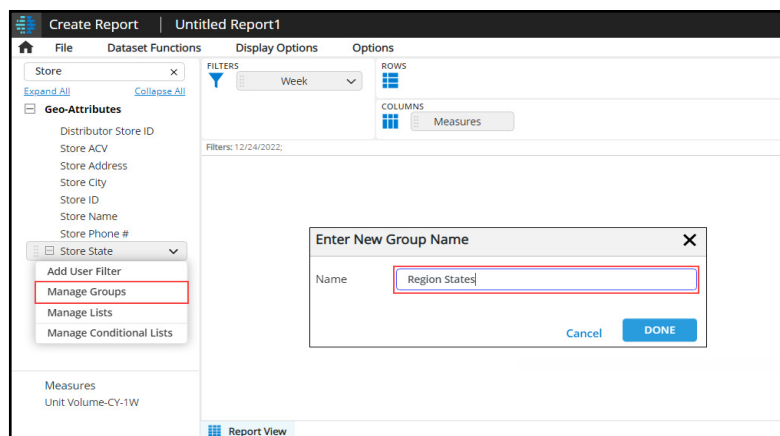 Create Report | Untitled Report1
File Dataset Functions Display Options Options
Store x
Expand All Collapse All
Geo-Attributes
Distributor Store ID
Store ACV
Store Address
Store City
Store ID
Store Name
Store Phone #
Store State
Add User Filter
Manage Groups
Manage Lists
Manage Conditional Lists
Measures
Unit Volume-CY-1W
FILTERS
Week
ROWS
COLUMNS
Measures
Filters: 12/24/2022;
Enter New Group Name X
Name Region States
Cancel DONE
Report View